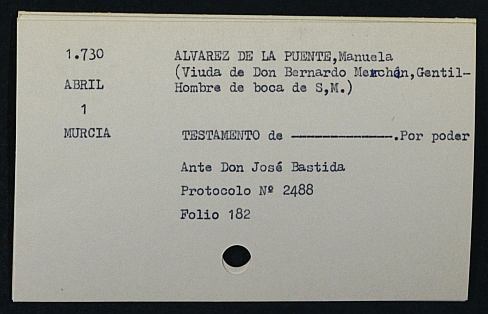 1.730 ALVAREZ DE LA PUENTE,Manuela
(Viuda de Don Bernardo Menchón,Gentil-
ABRIL Hombre de boca de S,M.)
1
MURCIA TESTAMENTO de ----------------.Por poder
Ante Don José Bastida
Protocolo Nº 2488
Folio 182